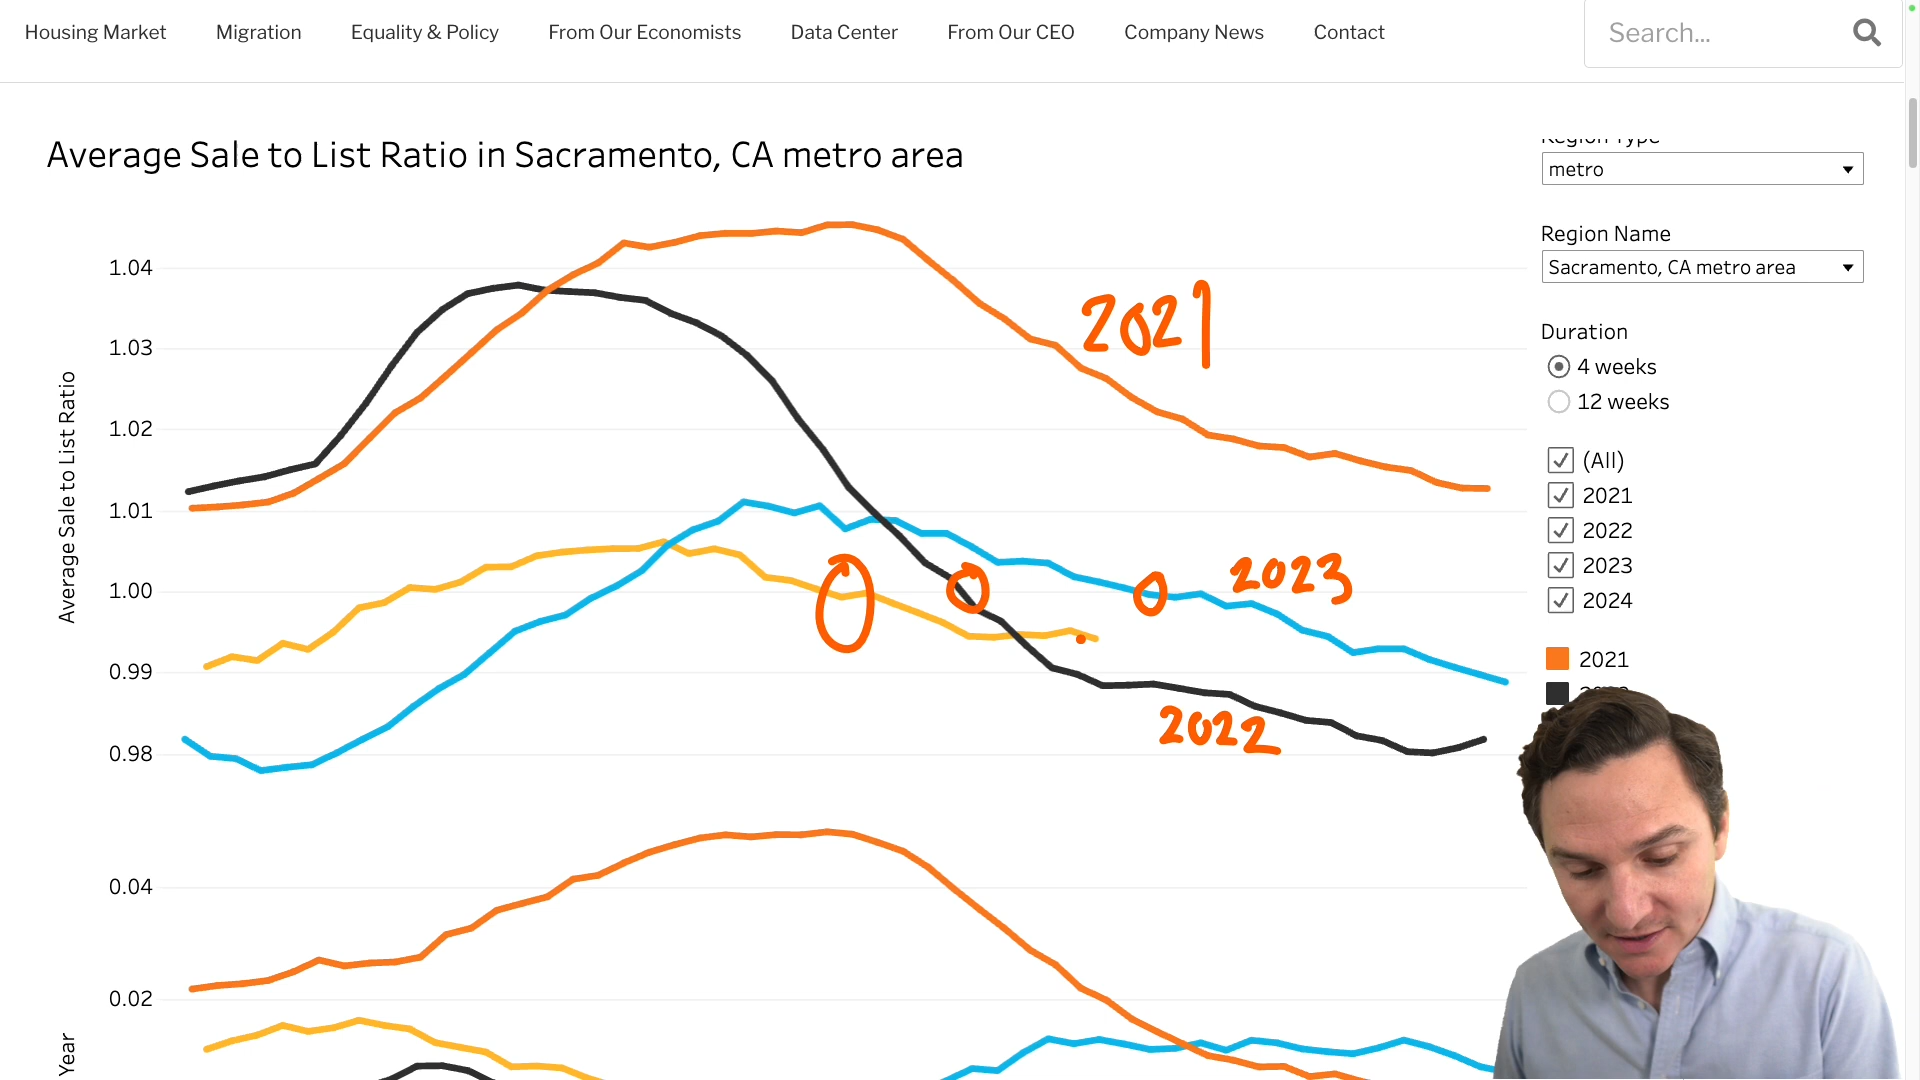 Housing Market Migration Equality & Policy From Our Economists Data Center From Our CEO Company News Contact Search...
Average Sale to List Ratio in Sacramento, CA metro area
Region Type
metro
Region Name
Sacramento, CA metro area
Duration
4 weeks
12 weeks
(All)
2021
2022
2023
2024
2021
Average Sale to List Ratio
1.04
1.03
1.02
1.01
1.00
0.99
0.98
2021
2023
2022
0.04
0.02
Year